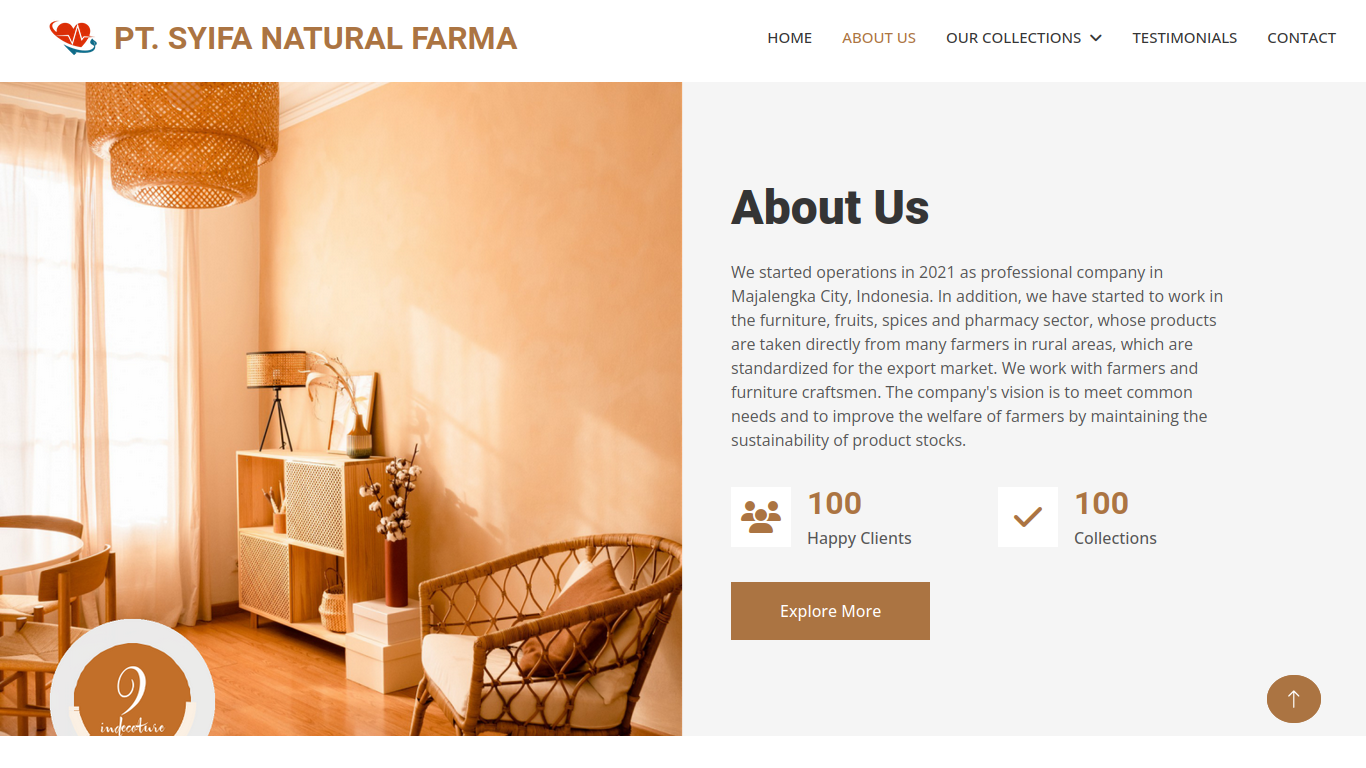 PT. SYIFA NATURAL FARMA
HOME
ABOUT US
OUR COLLECTIONS
TESTIMONIALS
CONTACT
About Us
We started operations in 2021 as professional company in
Majalengka City, Indonesia. In addition, we have started to work in
the furniture, fruits, spices and pharmacy sector, whose products
are taken directly from many farmers in rural areas, which are
standardized for the export market. We work with farmers and
furniture craftsmen. The company's vision is to meet common
needs and to improve the welfare of farmers by maintaining the
sustainability of product stocks.
100
Happy Clients
100
Collections
Explore More
indecoture